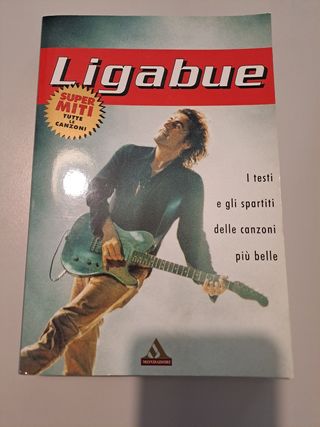 Ligabue
SUPER
MITI
TUTTE
LE
CANZONI
I testi
e gli spartiti
delle canzoni
più belle
MONDADORI